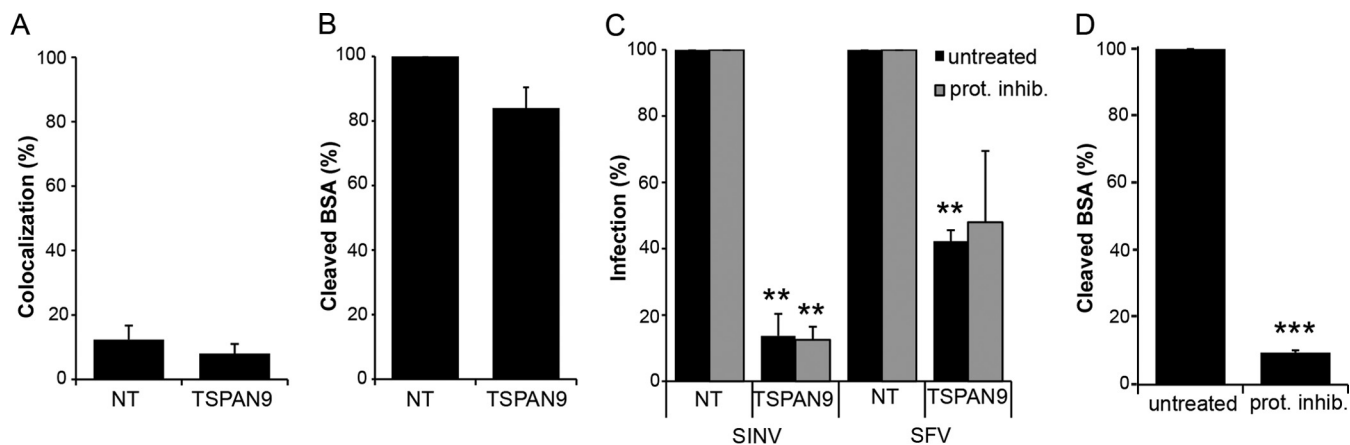 A
Colocalization (%)
100
80
60
40
20
0
NT TSPAN9
B
Cleaved BSA (%)
100
80
60
40
20
0
NT TSPAN9
C
Infection (%)
100
80
60
40
20
0
untreated
prot. inhib.
** **
**
NT TSPAN9 NT TSPAN9
SINV SFV
D
Cleaved BSA (%)
100
80
60
40
20
0
***
untreated prot. inhib.